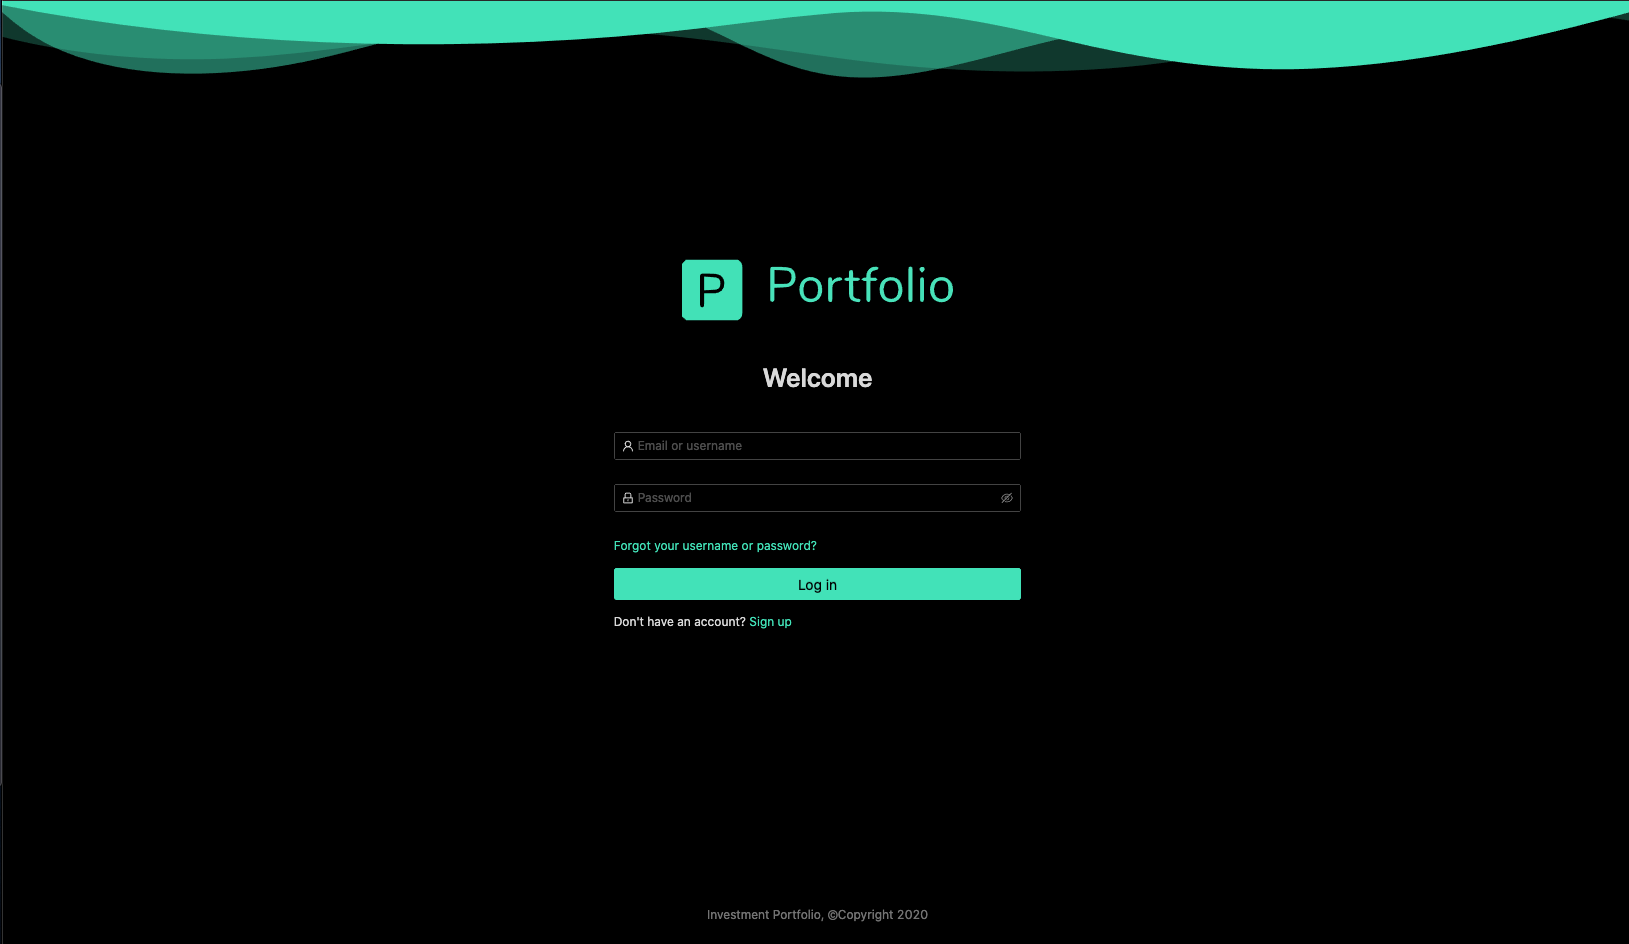 P Portfolio
Welcome
Email or username
Password
Forgot your username or password?
Log in
Don't have an account? Sign up
Investment Portfolio, ©Copyright 2020